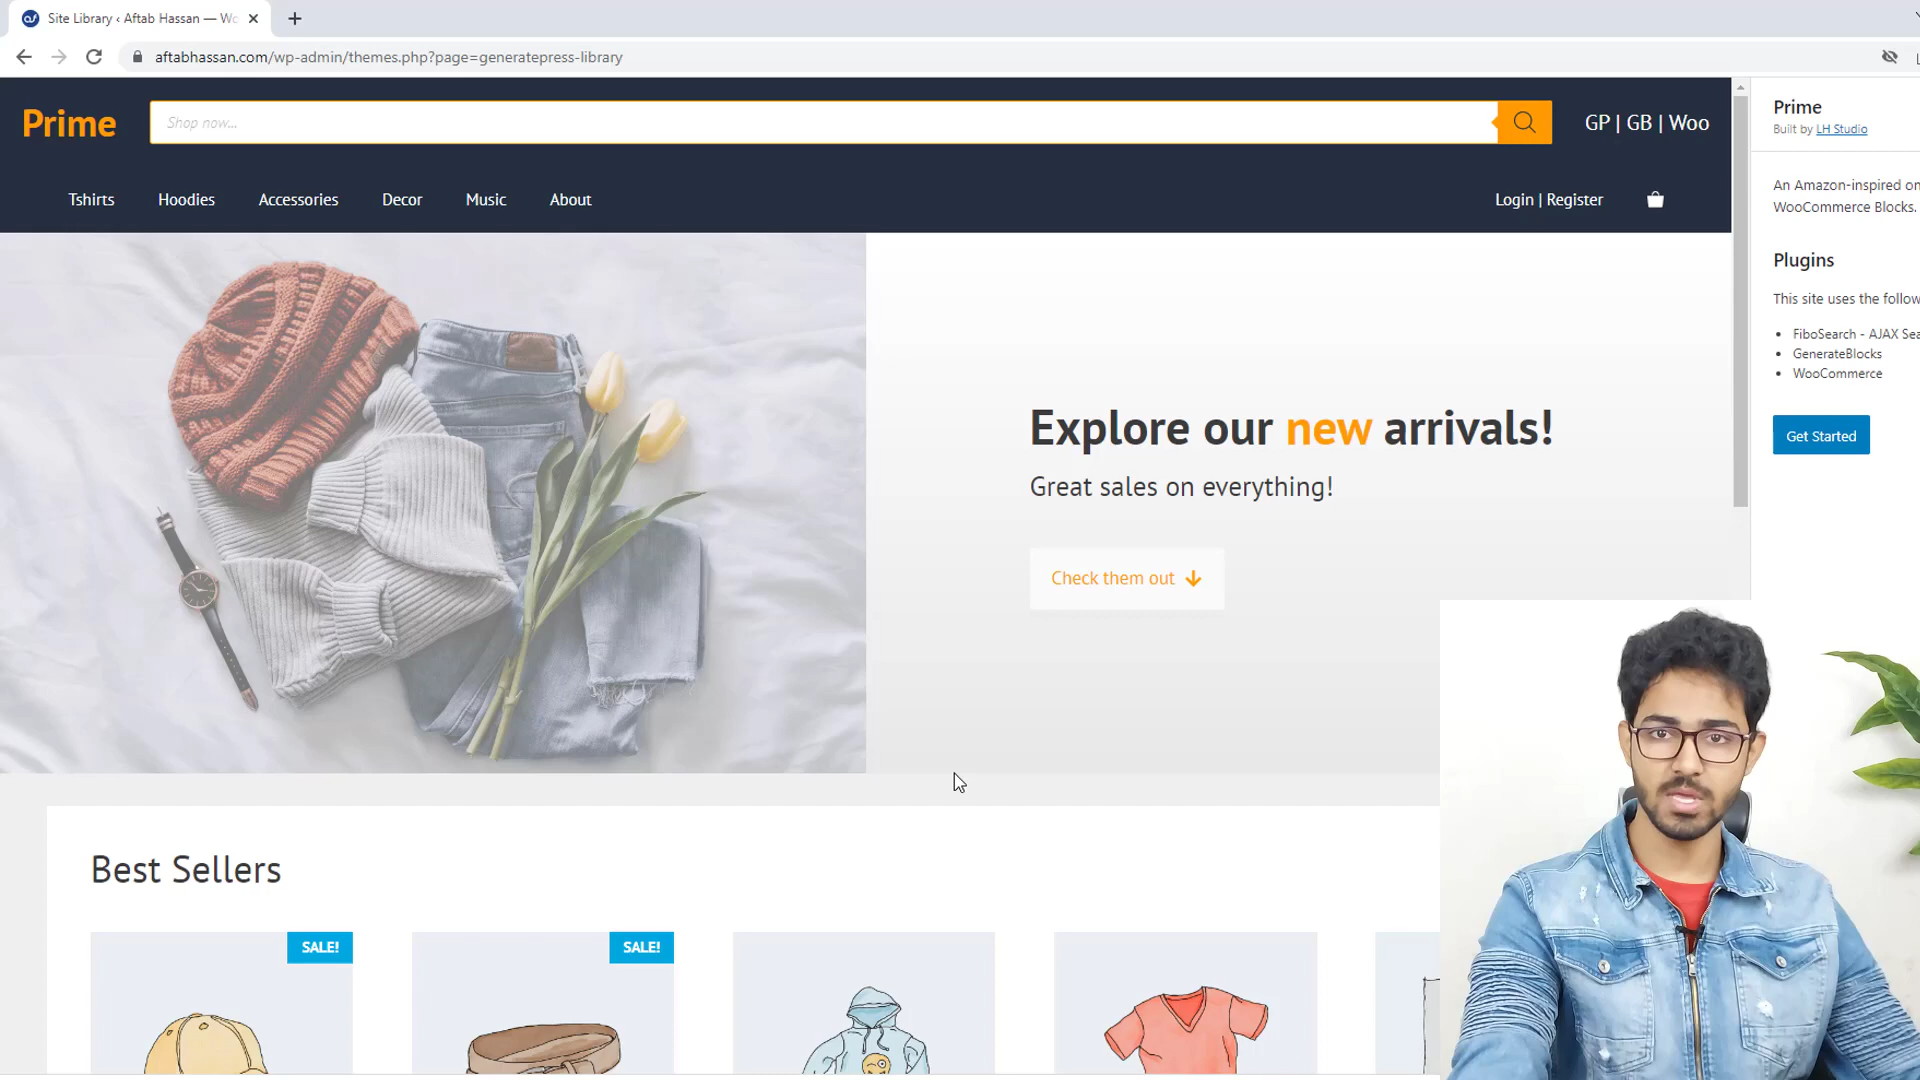 Site Library ‹ Aftab Hassan — Wo
aftabhassan.com/wp-admin/themes.php?page=generatepress-library
Prime
Shop now...
GP | GB | Woo
Tshirts
Hoodies
Accessories
Decor
Music
About
Login | Register
Prime
Built by LH Studio
An Amazon-inspired on
WooCommerce Blocks.
Plugins
This site uses the follow
FiboSearch - AJAX Sea
GenerateBlocks
WooCommerce
Get Started
Explore our new arrivals!
Great sales on everything!
Check them out
Best Sellers
SALE!
SALE!